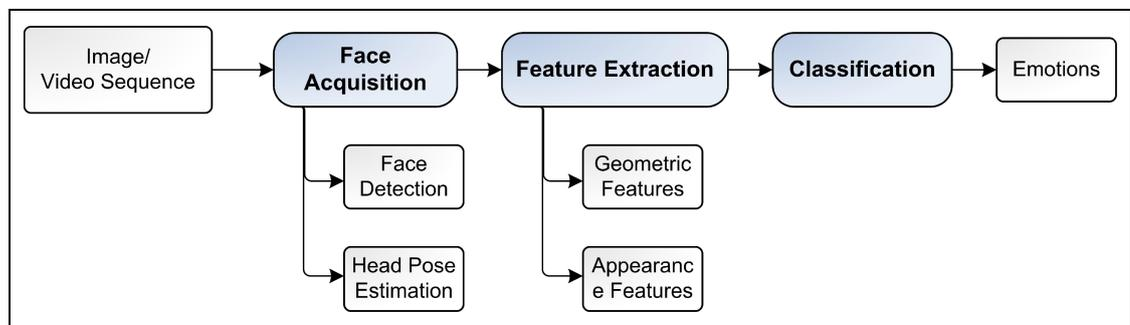 Image/
Video Sequence
Face
Acquisition
Feature Extraction
Classification
Emotions
Face
Detection
Geometric
Features
Head Pose
Estimation
Appearanc
e Features